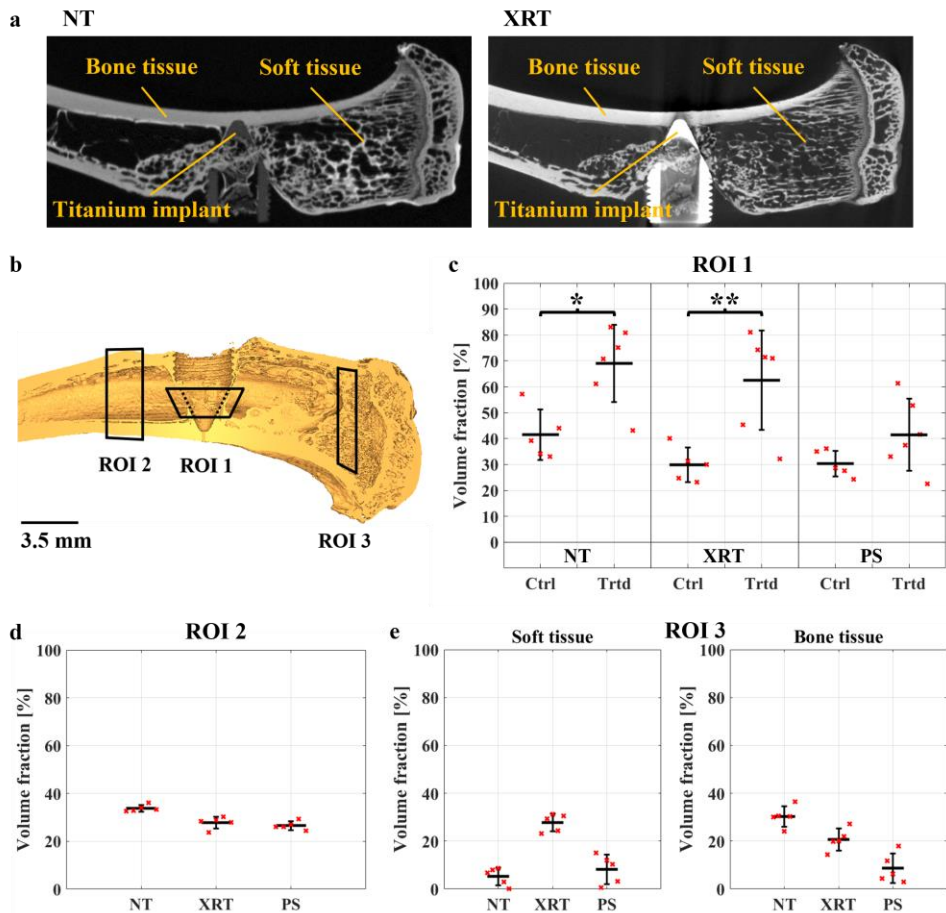 a NT XRT
Bone tissue Soft tissue Bone tissue Soft tissue
Titanium implant Titanium implant
b
ROI 2 ROI 1
ROI 3
3.5 mm
c ROI 1
Volume fraction [%]
100
90
80
70
60
50
40
30
20
10
0
* **
NT XRT PS
Ctrl Trtd Ctrl Trtd Ctrl Trtd
d ROI 2
Volume fraction [%]
100
80
60
40
20
0
NT XRT PS
e ROI 3
Soft tissue
Volume fraction [%]
100
80
60
40
20
0
NT XRT PS
Bone tissue
Volume fraction [%]
100
80
60
40
20
0
NT XRT PS